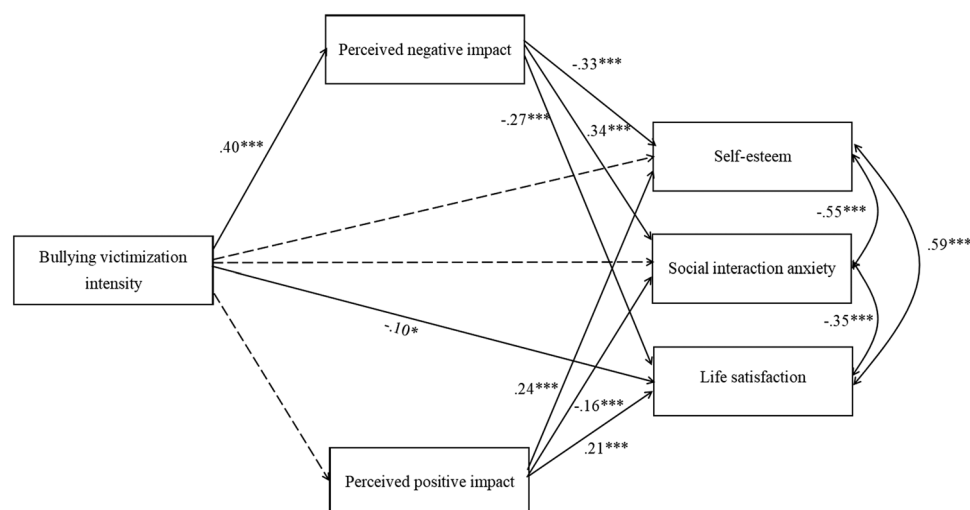 Perceived negative impact
-.33***
-.27***
.34***
.40***
Self-esteem
-.55***
.59***
Bullying victimization
intensity
Social interaction anxiety
-.10*
-.35***
Life satisfaction
.24***
-.16***
.21***
Perceived positive impact